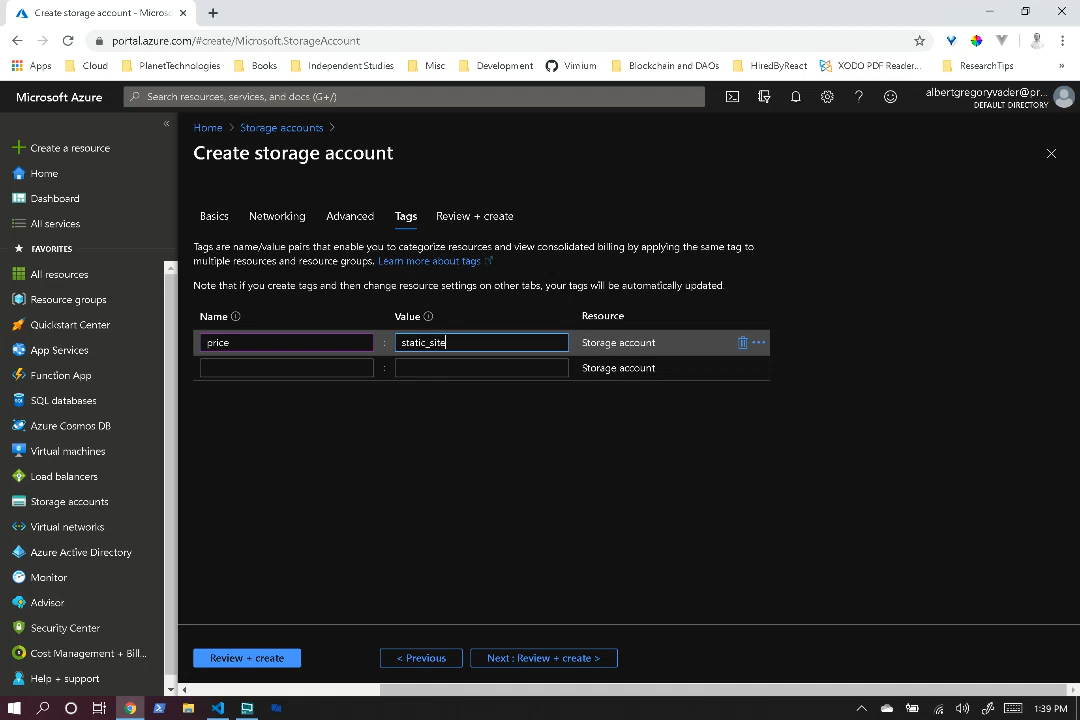 Create storage account - Micros
portal.azure.com/#create/Microsoft.StorageAccount
Apps Cloud PlanetTechnologies Books Independent Studies Misc Development Vimium Blockchain and DAOs HiredByReact XODO PDF Reader... ResearchTips »
Microsoft Azure
Search resources, services, and docs (G+/)
albertgregoryvader@pr...
DEFAULT DIRECTORY
Create a resource
Home
Dashboard
All services
FAVORITES
All resources
Resource groups
Quickstart Center
App Services
Function App
SQL databases
Azure Cosmos DB
Virtual machines
Load balancers
Storage accounts
Virtual networks
Azure Active Directory
Monitor
Advisor
Security Center
Cost Management + Bill...
Help + support
Home > Storage accounts >
Create storage account
Basics Networking Advanced Tags Review + create
Tags are name/value pairs that enable you to categorize resources and view consolidated billing by applying the same tag to
multiple resources and resource groups. Learn more about tags
Note that if you create tags and then change resource settings on other tabs, your tags will be automatically updated.
Name Value Resource
price : static_site Storage account
: Storage account
Review + create < Previous Next : Review + create >
1:39 PM